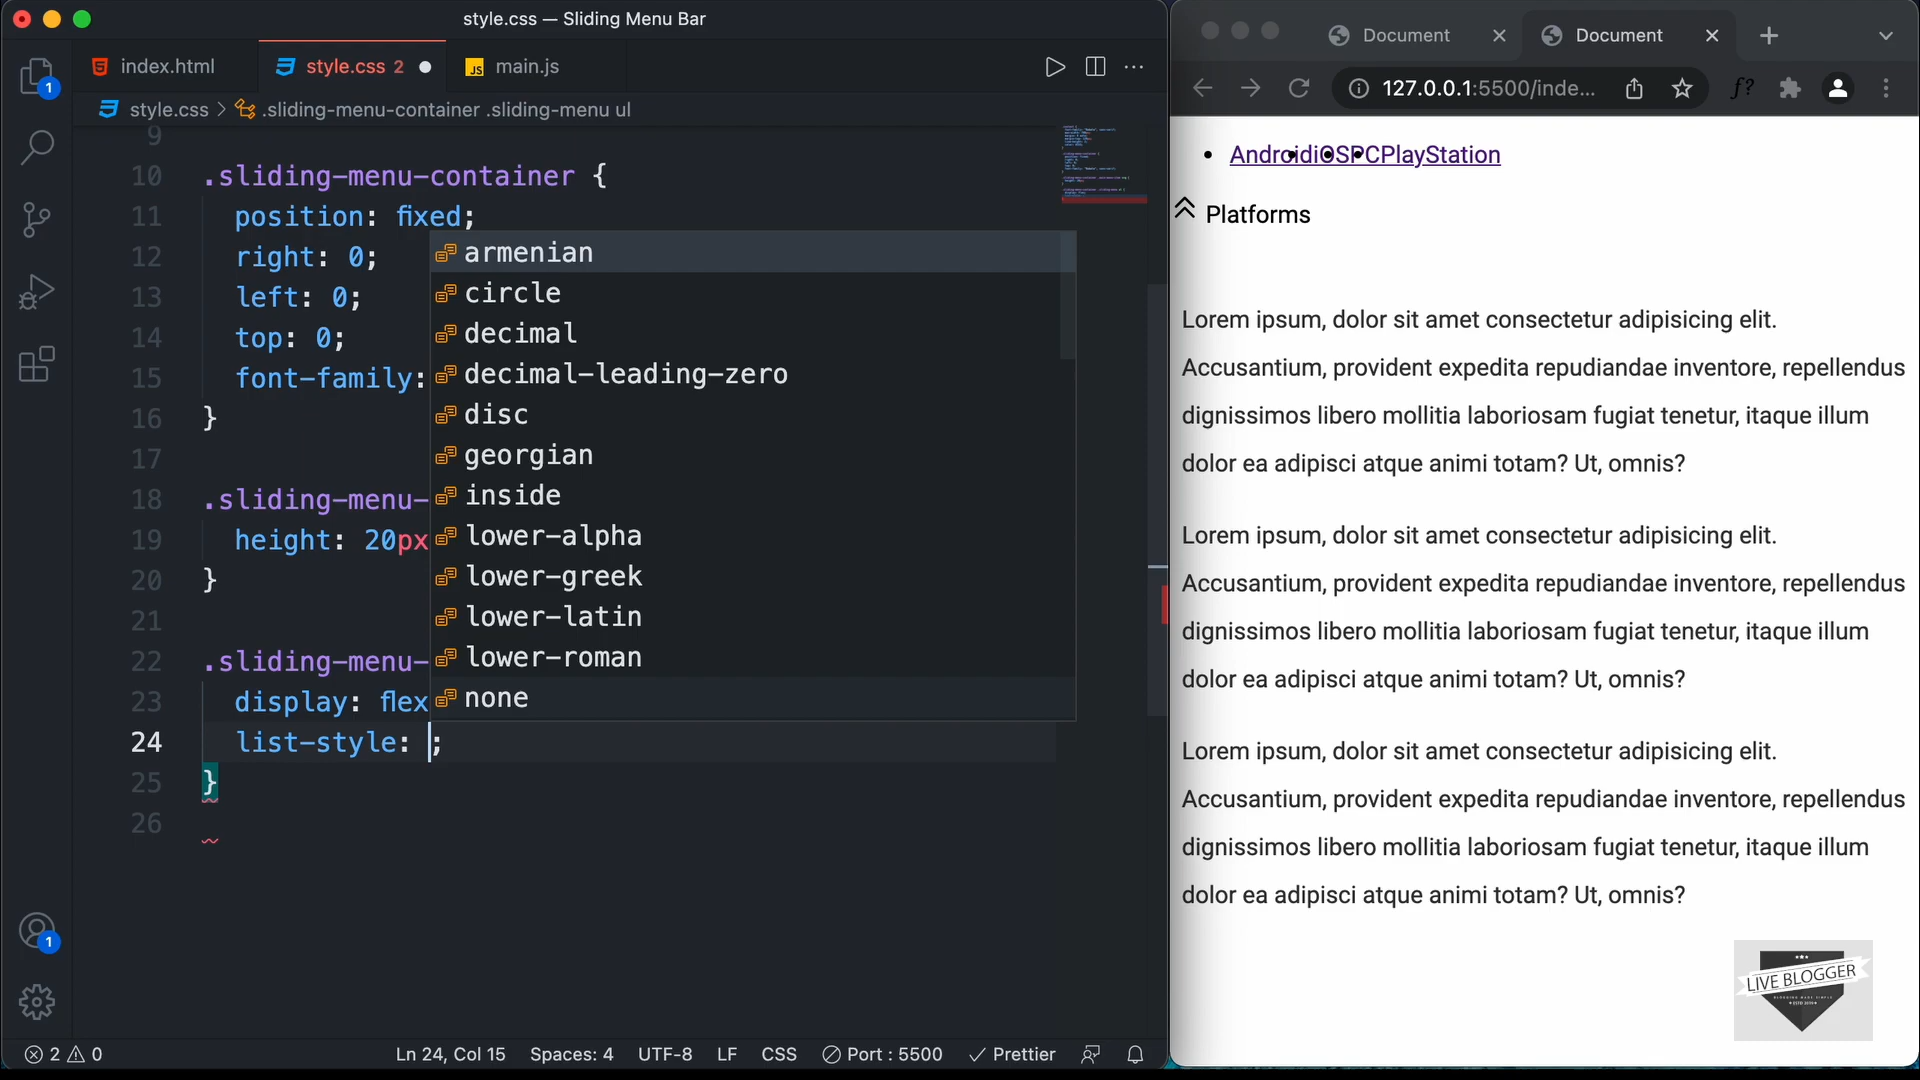 style.css — Sliding Menu Bar
index.html
style.css 2
JS main.js
style.css > .sliding-menu-container .sliding-menu ul
9
10 .sliding-menu-container {
11 position: fixed;
12 right: 0;
13 left: 0;
14 top: 0;
15 font-family:
16 }
17
18 .sliding-menu-
19 height: 20px
20 }
21
22 .sliding-menu-
23 display: flex
24 list-style: ;
25 }
26
armenian
circle
decimal
decimal-leading-zero
disc
georgian
inside
lower-alpha
lower-greek
lower-latin
lower-roman
none
1
1
2 0
Ln 24, Col 15
Spaces: 4
UTF-8
LF
CSS
Port : 5500
Prettier
Document
Document
127.0.0.1:5500/inde...
f?
AndroidiOSPCPlayStation
Platforms
Lorem ipsum, dolor sit amet consectetur adipisicing elit.
Accusantium, provident expedita repudiandae inventore, repellendus
dignissimos libero mollitia laboriosam fugiat tenetur, itaque illum
dolor ea adipisci atque animi totam? Ut, omnis?
Lorem ipsum, dolor sit amet consectetur adipisicing elit.
Accusantium, provident expedita repudiandae inventore, repellendus
dignissimos libero mollitia laboriosam fugiat tenetur, itaque illum
dolor ea adipisci atque animi totam? Ut, omnis?
Lorem ipsum, dolor sit amet consectetur adipisicing elit.
Accusantium, provident expedita repudiandae inventore, repellendus
dignissimos libero mollitia laboriosam fugiat tenetur, itaque illum
dolor ea adipisci atque animi totam? Ut, omnis?
LIVE BLOGGER